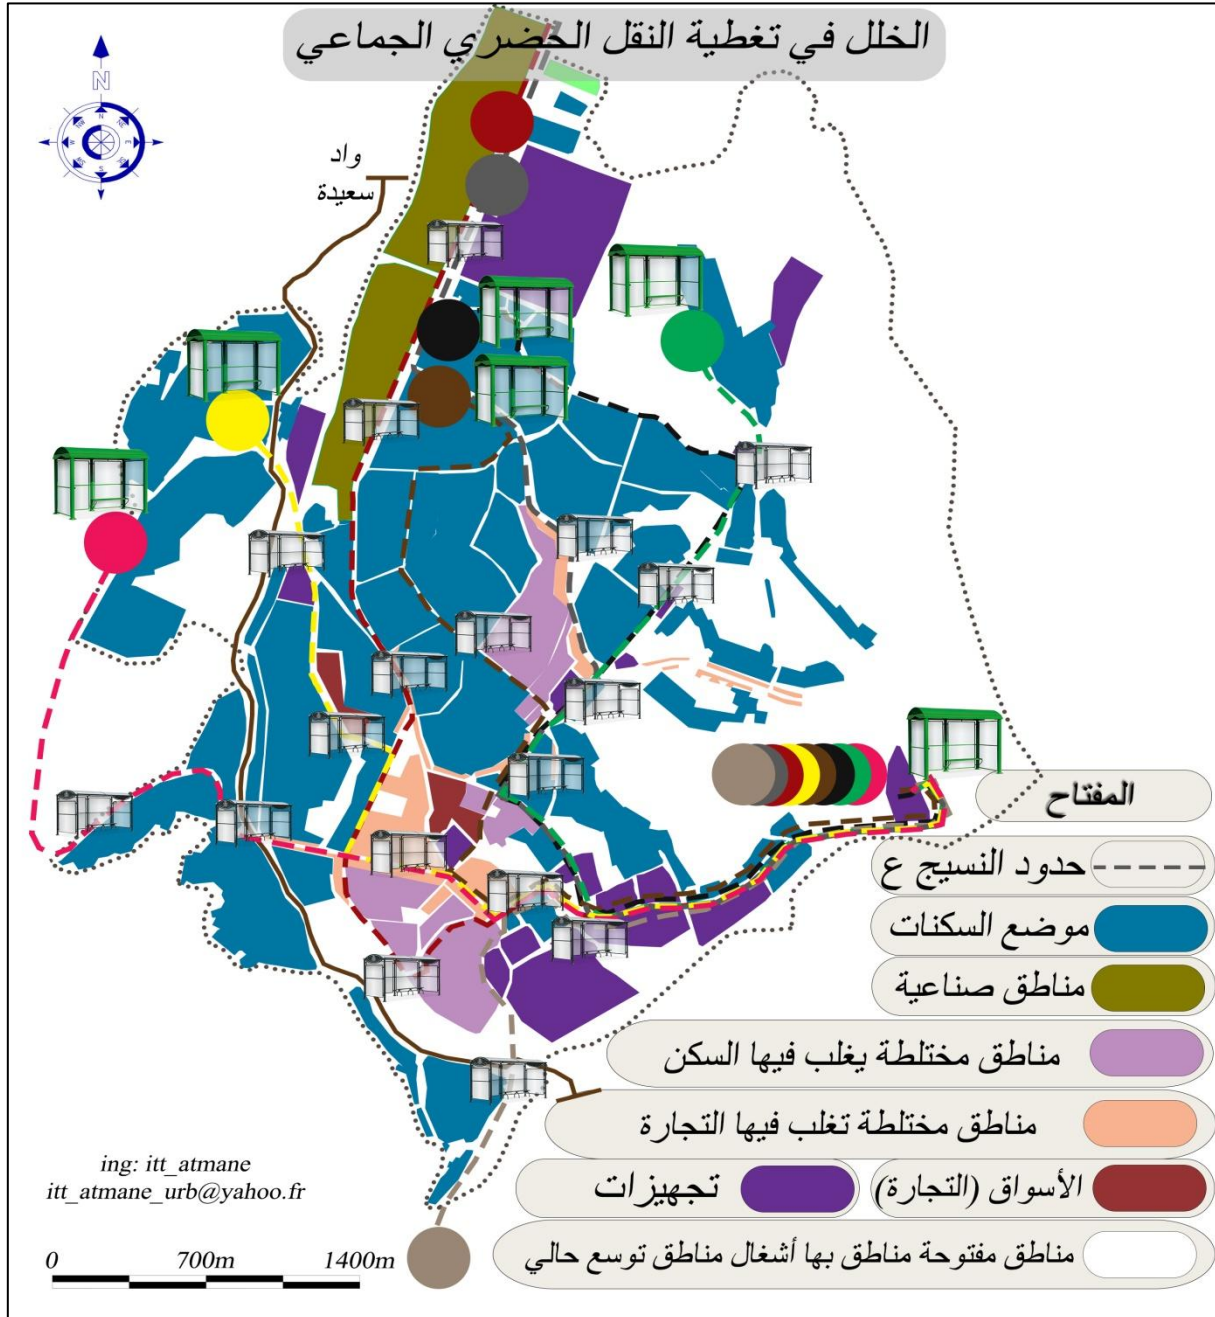 الخلل في تغطية النقل الحضري الجماعي
N
واد
سعيدة
المفتاح
حدود النسيج ع
موضع السكنات
مناطق صناعية
مناطق مختلطة يغلب فيها السكن
مناطق مختلطة تغلب فيها التجارة
الأسواق (التجارة)
تجهيزات
مناطق مفتوحة مناطق بها أشغال مناطق توسع حالي
ing: itt_atmane
itt_atmane_urb@yahoo.fr
0 700m 1400m